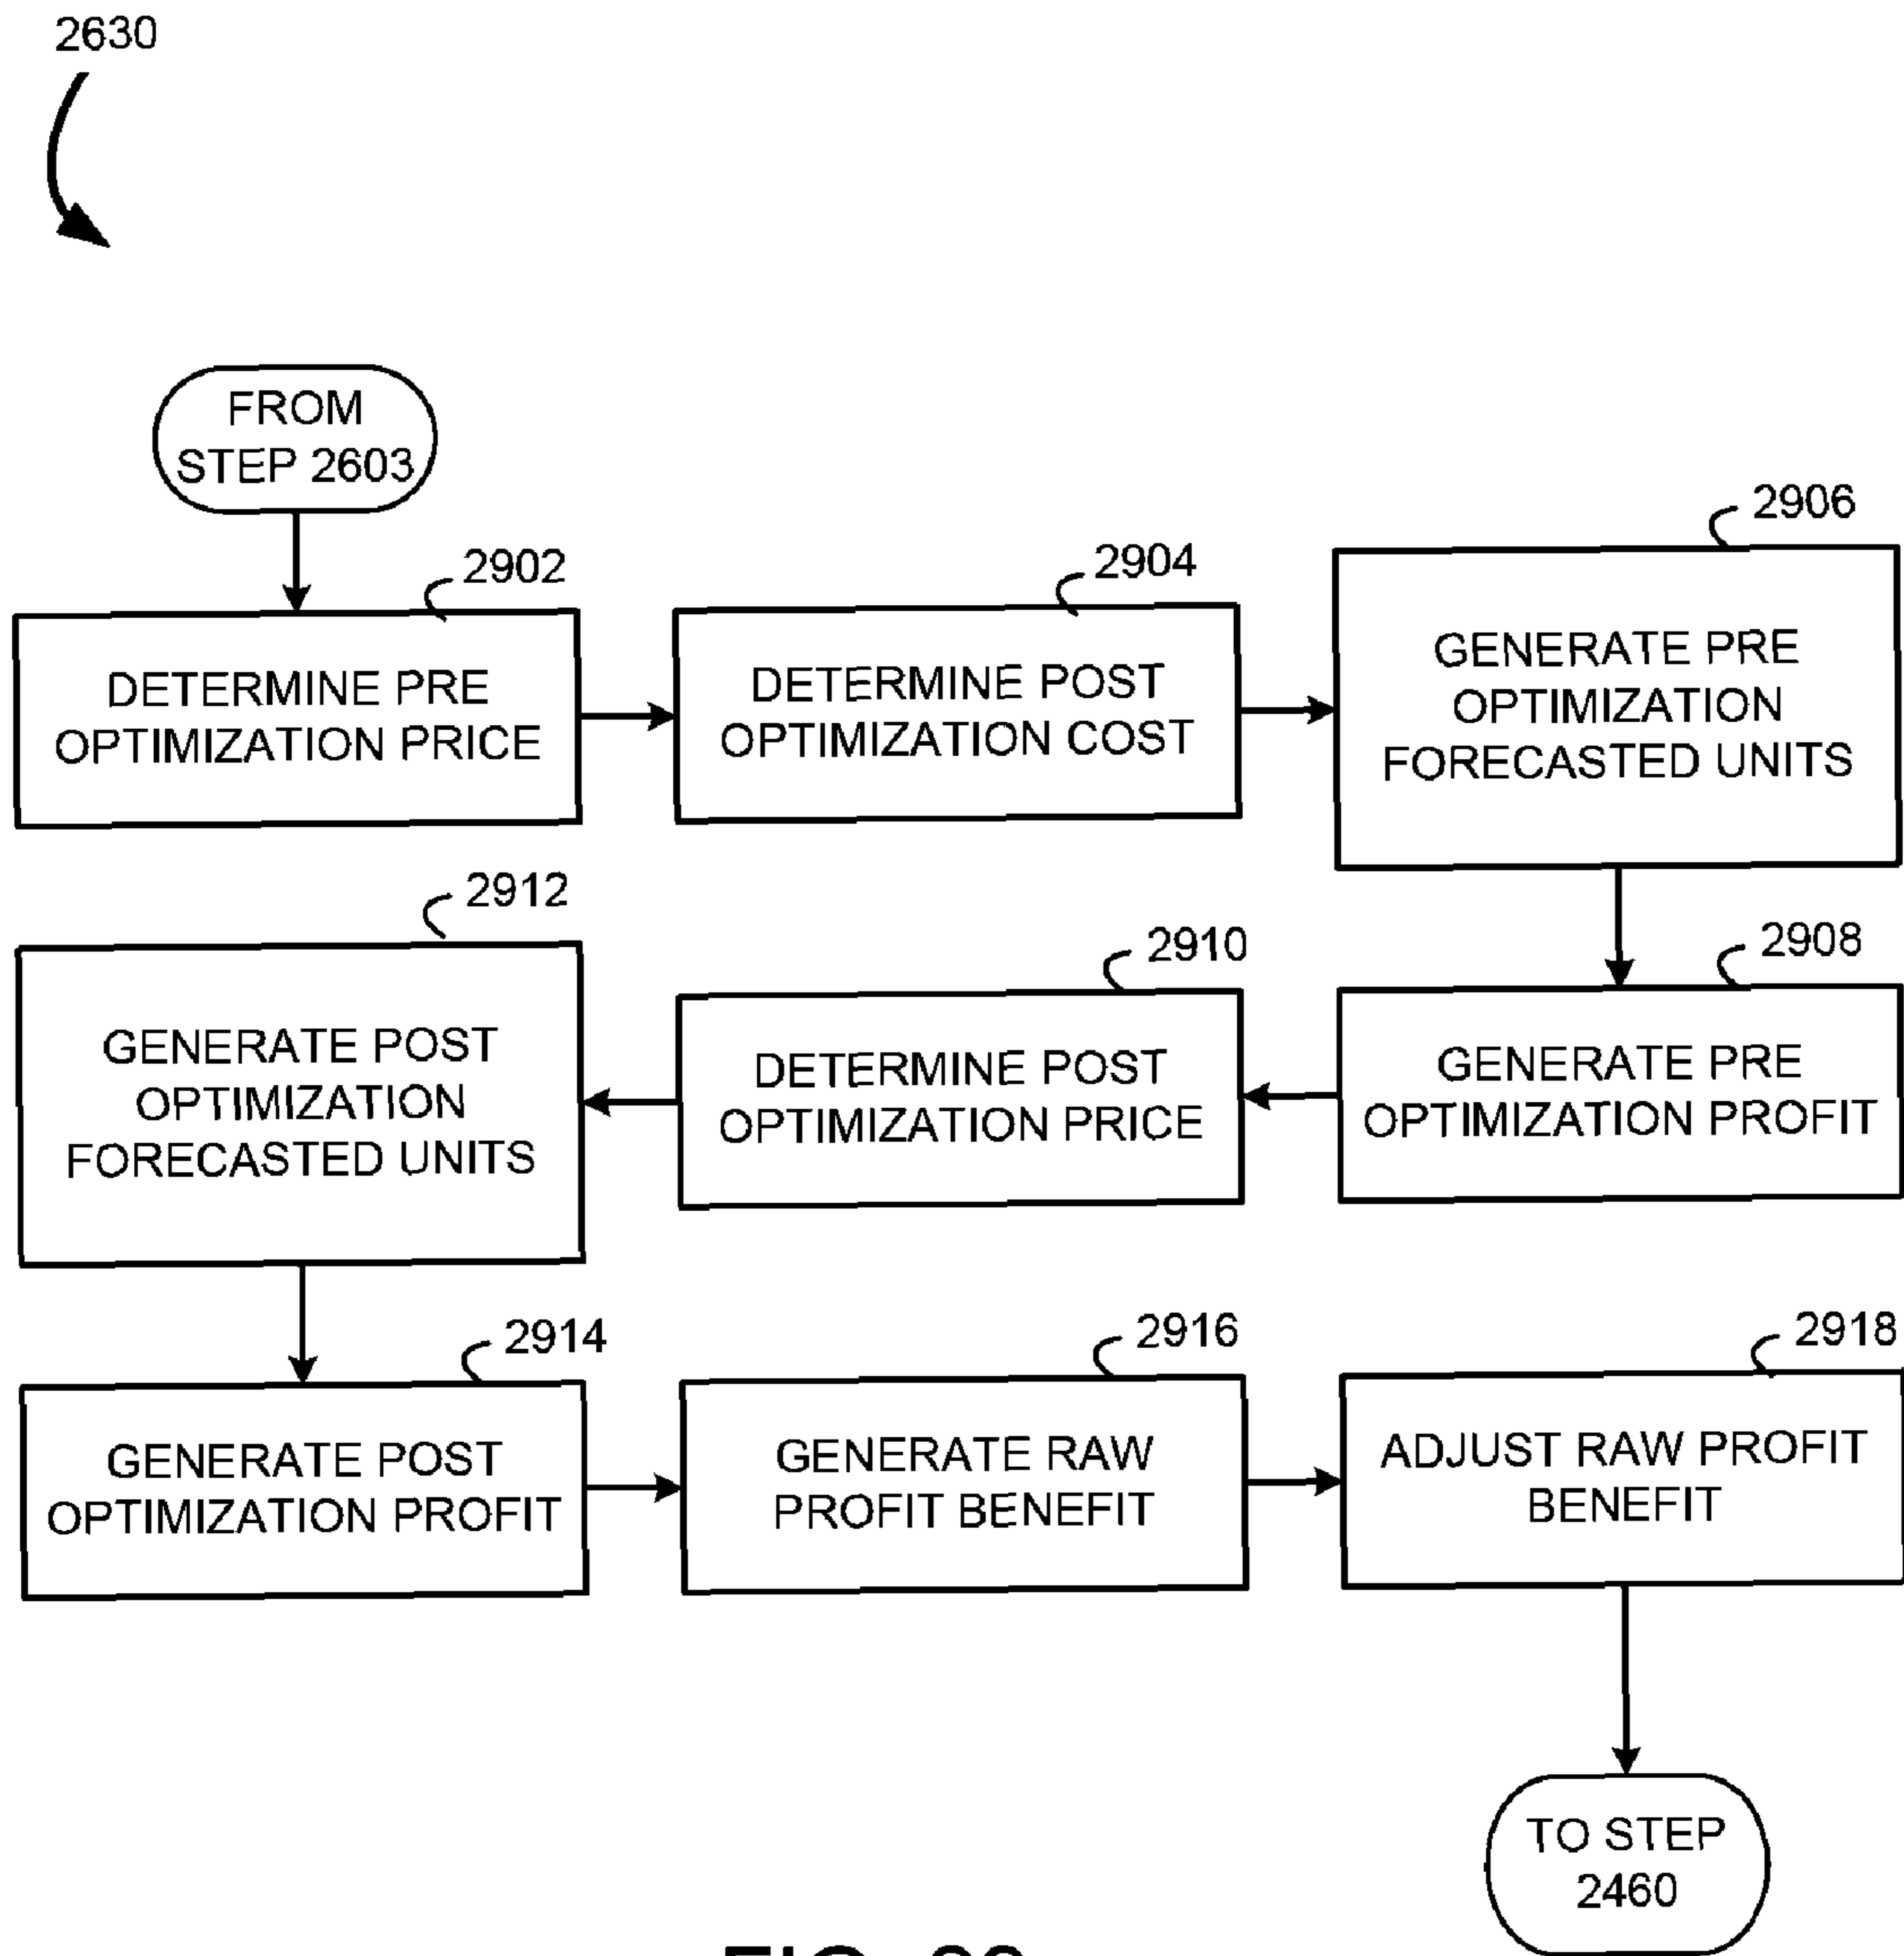 2630
FROM
STEP 2603
2902
DETERMINE PRE
OPTIMIZATION PRICE
2904
DETERMINE POST
OPTIMIZATION COST
2906
GENERATE PRE
OPTIMIZATION
FORECASTED UNITS
2908
GENERATE PRE
OPTIMIZATION PROFIT
2910
DETERMINE POST
OPTIMIZATION PRICE
2912
GENERATE POST
OPTIMIZATION
FORECASTED UNITS
2914
GENERATE POST
OPTIMIZATION PROFIT
2916
GENERATE RAW
PROFIT BENEFIT
2918
ADJUST RAW PROFIT
BENEFIT
TO STEP
2460
FIG.